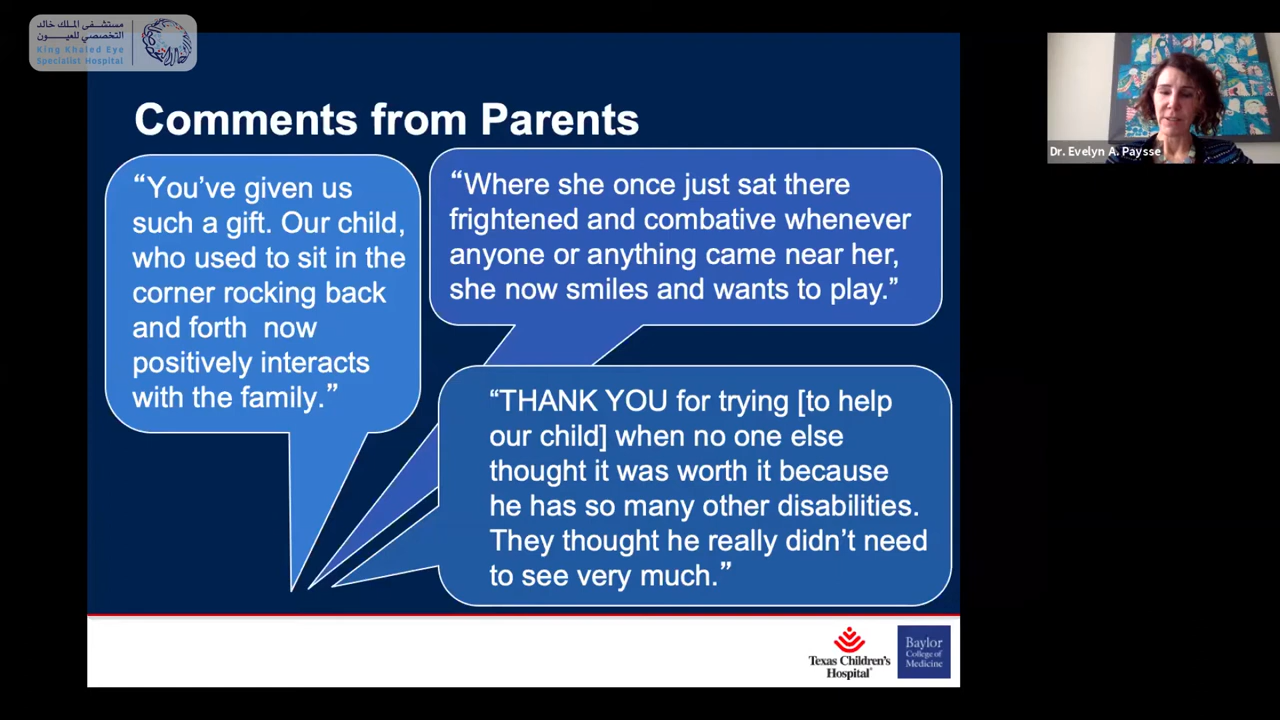 مستشفى الملك خالد
التخصصي للعيون
King Khaled Eye
Specialist Hospital
Comments from Parents
“You’ve given us
such a gift. Our child,
who used to sit in the
corner rocking back
and forth  now
positively interacts
with the family.”
“Where she once just sat there
frightened and combative whenever
anyone or anything came near her,
she now smiles and wants to play.”
“THANK YOU for trying [to help
our child] when no one else
thought it was worth it because
he has so many other disabilities.
They thought he really didn’t need
to see very much.”
Texas Children’s
Hospital®
Baylor
College of
Medicine
Dr. Evelyn A. Paysse